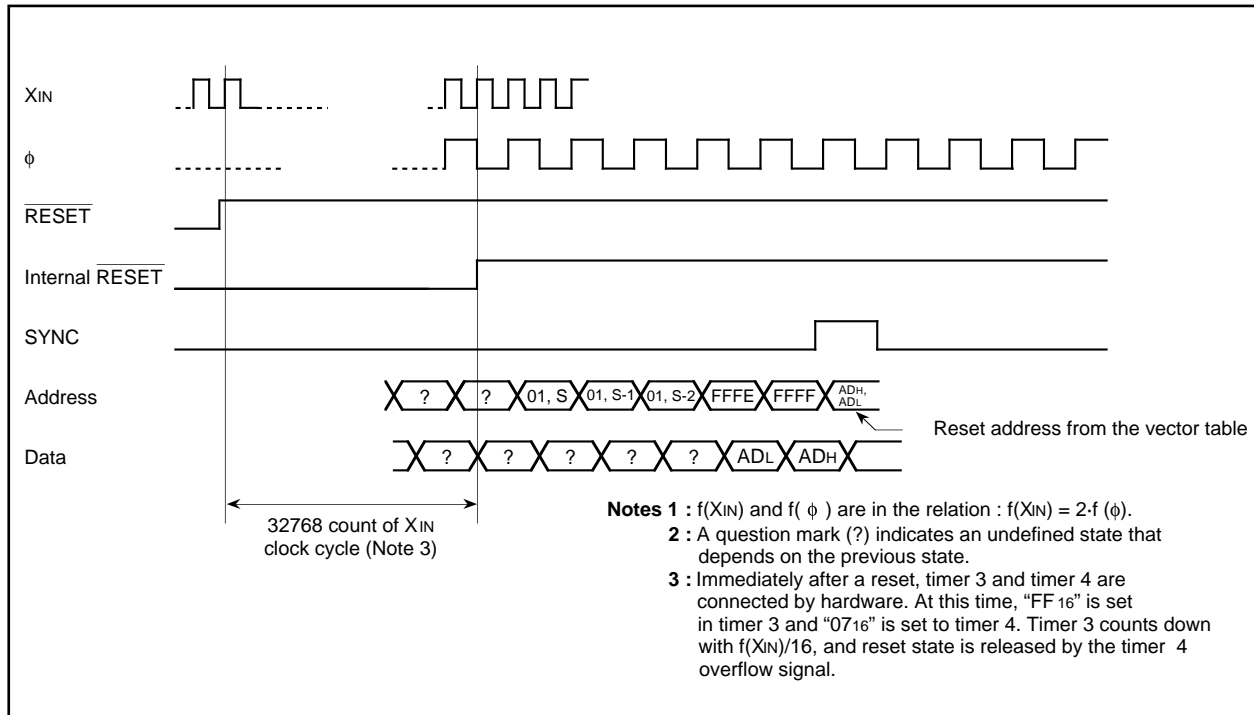 XIN
ϕ
RESET
Internal RESET
SYNC
Address
? ? 01, S 01, S-1 01, S-2 FFFE FFFF ADH,
ADL
Reset address from the vector table
Data
? ? ? ? ? ADL ADH
32768 count of XIN
clock cycle (Note 3)
Notes 1 : f(XIN) and f( ϕ ) are in the relation : f(XIN) = 2·f (ϕ).
2 : A question mark (?) indicates an undefined state that
depends on the previous state.
3 : Immediately after a reset, timer 3 and timer 4 are
connected by hardware. At this time, “FF16” is set
in timer 3 and “0716” is set to timer 4. Timer 3 counts down
with f(XIN)/16, and reset state is released by the timer 4
overflow signal.